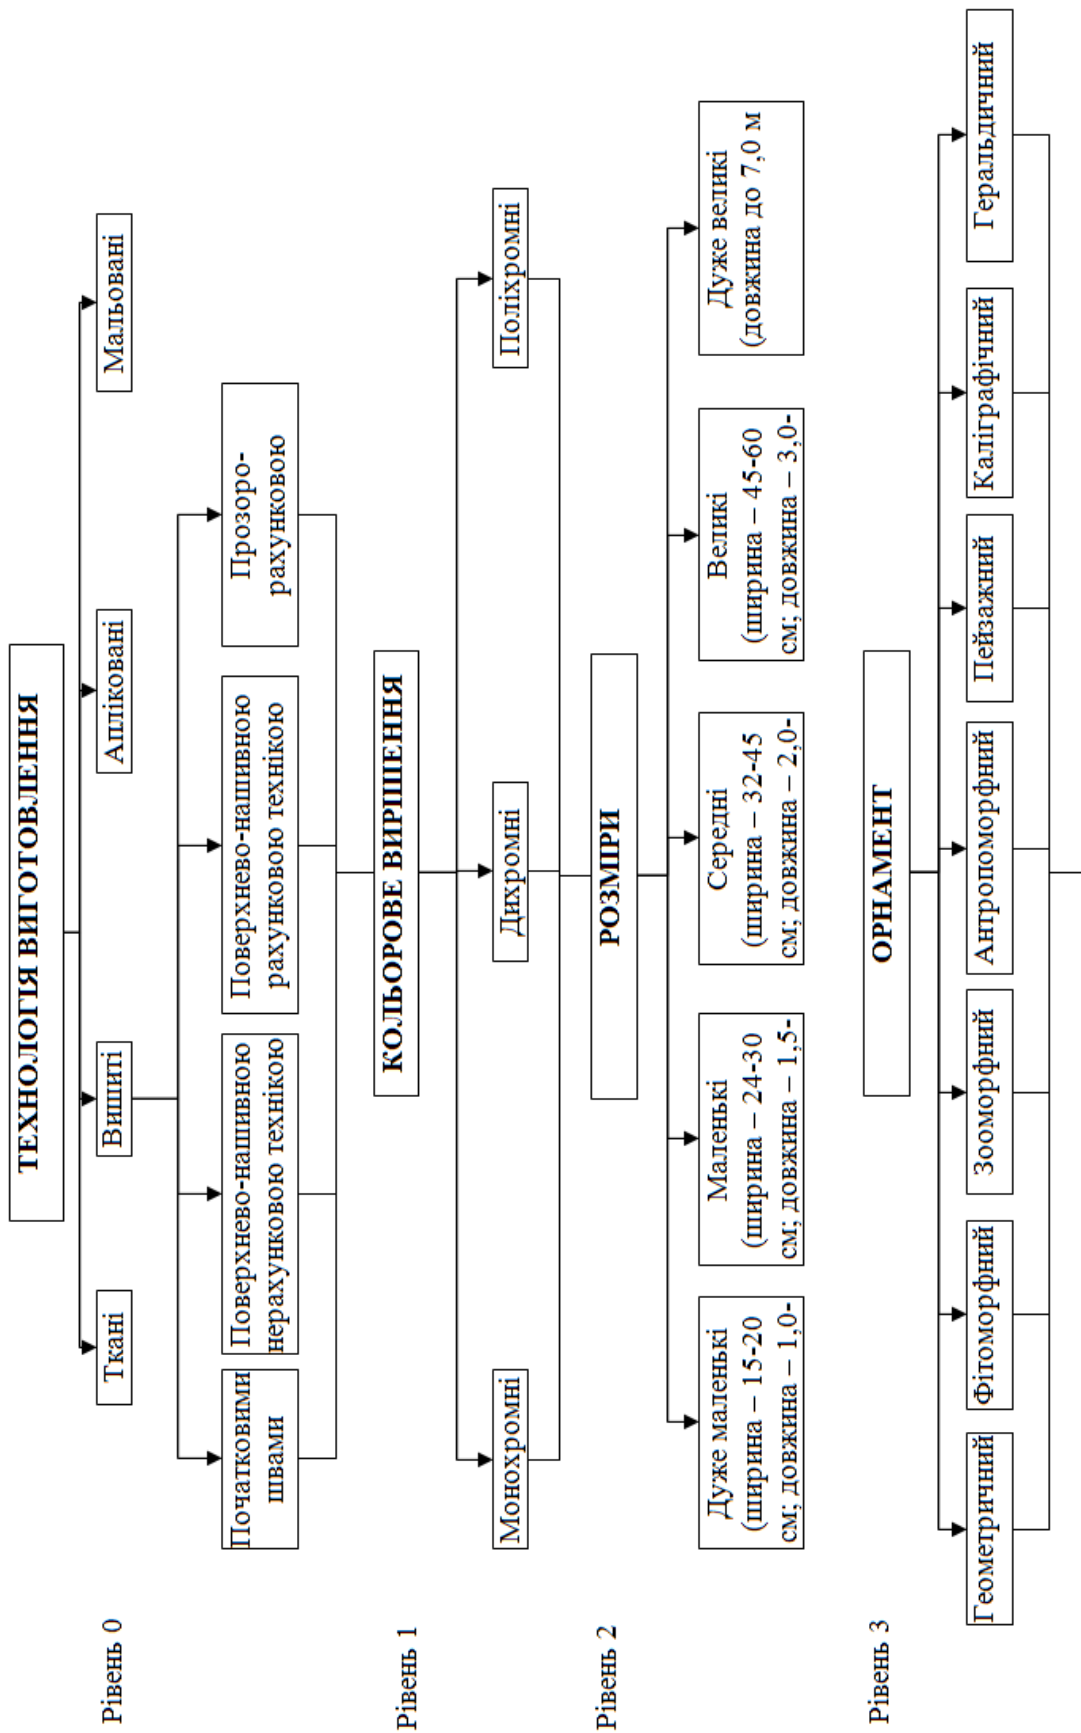 ТЕХНОЛОГІЯ ВИГОТОВЛЕННЯ
Рівень 0
Ткані
Вишиті
Апліковані
Мальовані
Початковими
швами
Поверхнево-нашивною
нерахунковою технікою
Поверхнево-нашивною
рахунковою технікою
Прозоро-
рахунковою
Рівень 1
КОЛЬОРОВЕ ВИРІШЕННЯ
Монохромні
Дихромні
Поліхромні
Рівень 2
РОЗМІРИ
Дуже маленькі
(ширина – 15-20
см; довжина – 1,0-
Маленькі
(ширина – 24-30
см; довжина – 1,5-
Середні
(ширина – 32-45
см; довжина – 2,0-
Великі
(ширина – 45-60
см; довжина – 3,0-
Дуже великі
(довжина до 7,0 м
Рівень 3
ОРНАМЕНТ
Геометричний
Фітоморфний
Зооморфний
Антропоморфний
Пейзажний
Каліграфічний
Геральдичний